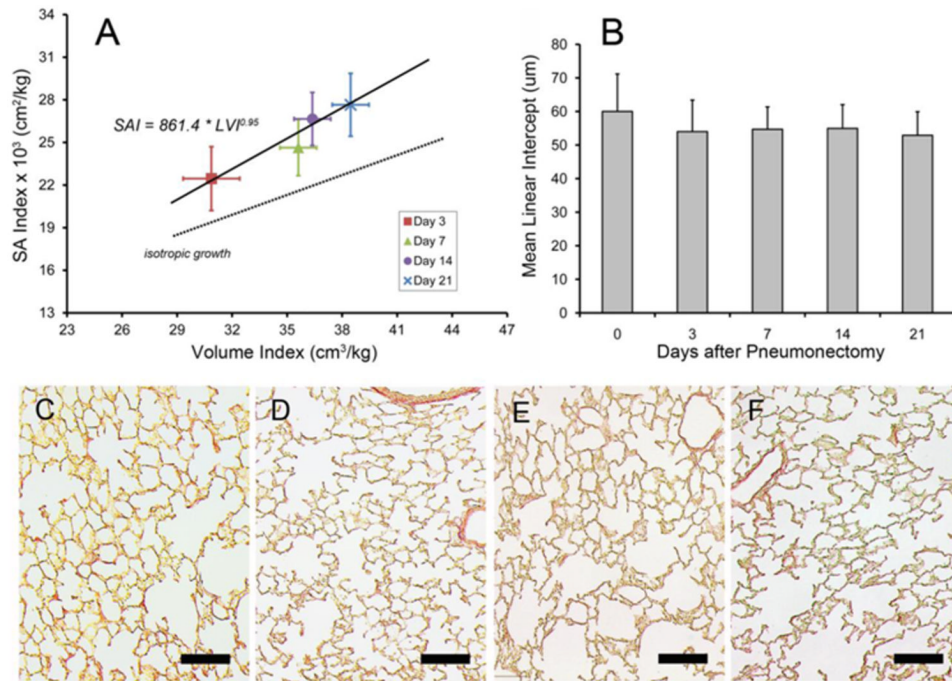 A
SA Index x 10³ (cm²/kg)
34
31
28
25
22
19
16
13
SAI = 861.4 * LVI^0.95
isotropic growth
Day 3
Day 7
Day 14
Day 21
23 26 29 32 35 38 41 44 47
Volume Index (cm³/kg)
B
Mean Linear Intercept (um)
80
70
60
50
40
30
20
10
0
0 3 7 14 21
Days after Pneumonectomy
C D E F